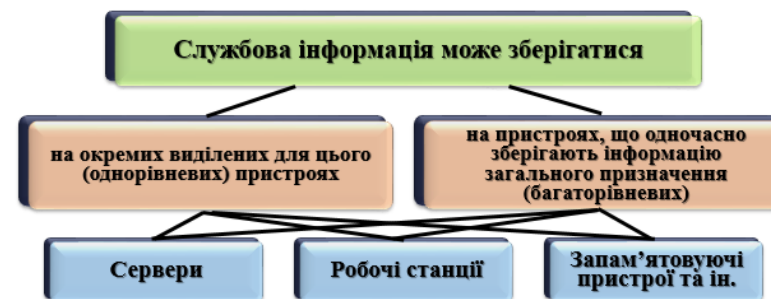 Службова інформація може зберігатися
на окремих виділених для цього
(однорівневих) пристроях
на пристроях, що одночасно
зберігають інформацію
загального призначення
(багаторівневих)
Сервери
Робочі станції
Запам’ятовуючі
пристрої та ін.